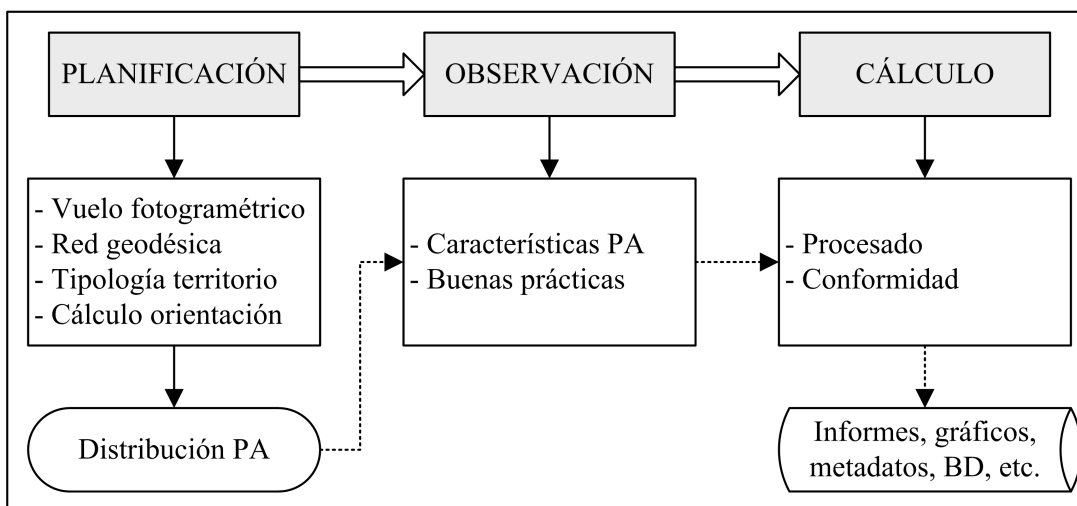 PLANIFICACIÓN
OBSERVACIÓN
CÁLCULO
- Vuelo fotogramétrico
- Red geodésica
- Tipología territorio
- Cálculo orientación
- Características PA
- Buenas prácticas
- Procesado
- Conformidad
Distribución PA
Informes, gráficos,
metadatos, BD, etc.